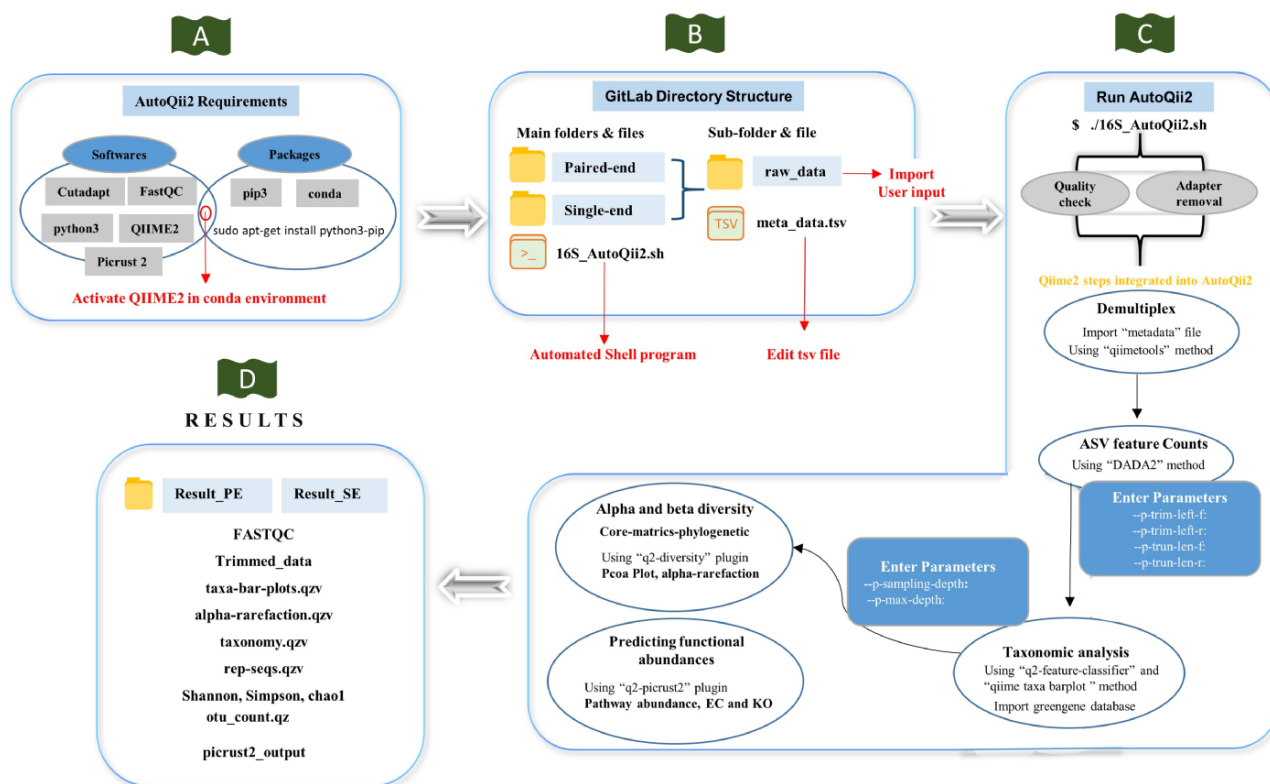 A
AutoQii2 Requirements
Softwares
Packages
Cutadapt
FastQC
pip3
conda
python3
QIIME2
sudo apt-get install python3-pip
Picrust 2
Activate QIIME2 in conda environment
B
GitLab Directory Structure
Main folders & files
Sub-folder & file
Paired-end
raw_data
Import
User input
Single-end
TSV
meta_data.tsv
>_
16S_AutoQii2.sh
Automated Shell program
Edit tsv file
C
Run AutoQii2
$ ./16S_AutoQii2.sh
Quality
check
Adapter
removal
Qiime2 steps integrated into AutoQii2
Demultiplex
Import “metadata” file
Using “qiimetools” method
ASV feature Counts
Using “DADA2” method
Enter Parameters
--p-trim-left-f:
--p-trim-left-r:
--p-trun-len-f:
--p-trun-len-r:
Taxonomic analysis
Using “q2-feature-classifier” and
“qiime taxa barplot ” method
Import greengene database
Enter Parameters
--p-sampling-depth:
--p-max-depth:
Alpha and beta diversity
Core-matrics-phylogenetic
Using “q2-diversity” plugin
Pcoa Plot, alpha-rarefaction
Predicting functional
abundances
Using “q2-picrust2” plugin
Pathway abundance, EC and KO
D
RESULTS
Result_PE
Result_SE
FASTQC
Trimmed_data
taxa-bar-plots.qzv
alpha-rarefaction.qzv
taxonomy.qzv
rep-seqs.qzv
Shannon, Simpson, chao1
otu_count.qz
picrust2_output